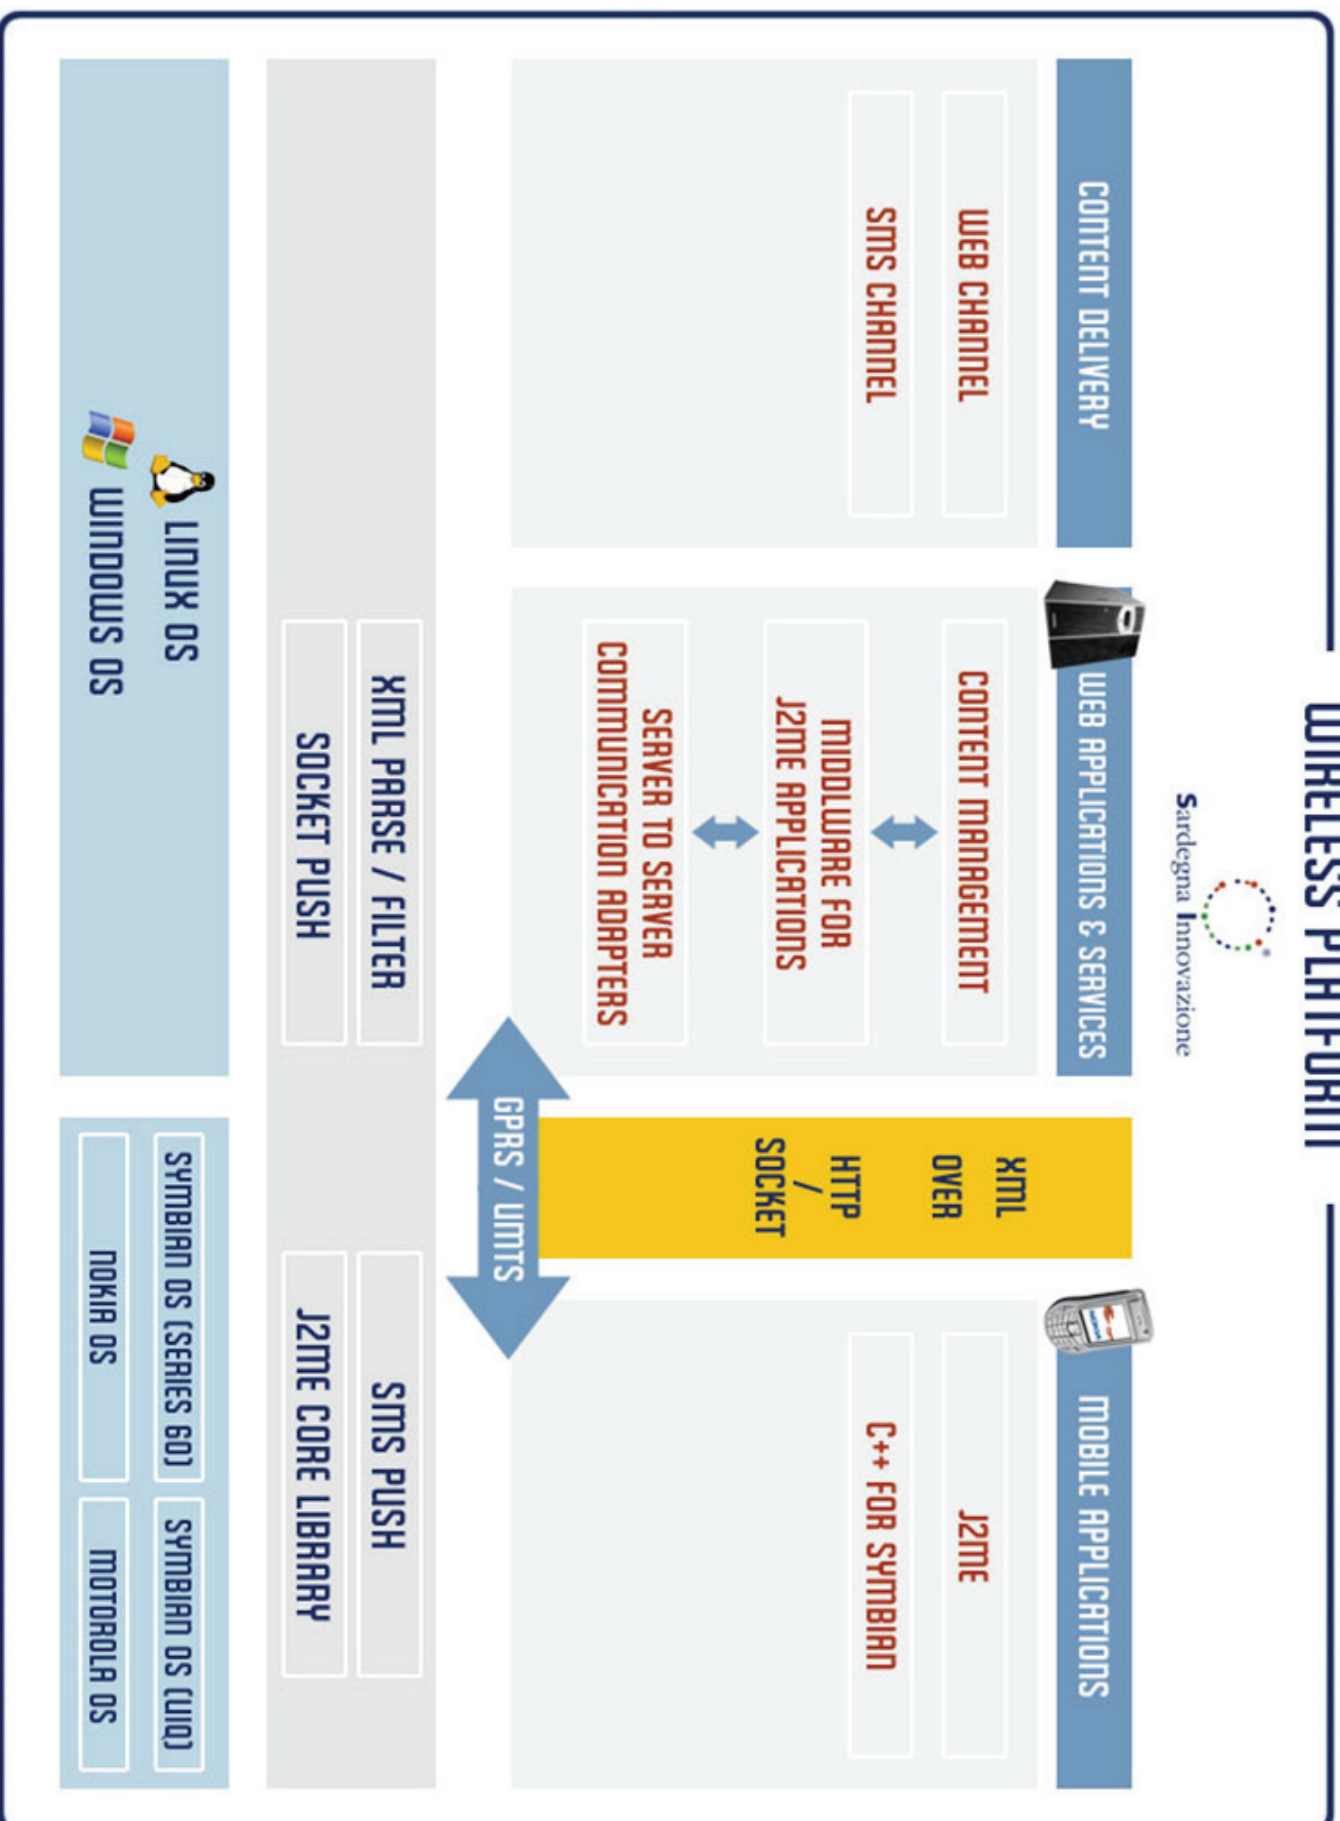 WIRELESS PLATFORM
Sardegna Innovazione
CONTENT DELIVERY
WEB CHANNEL
SMS CHANNEL
WEB APPLICATIONS & SERVICES
CONTENT MANAGEMENT
MIDDLWARE FOR
J2ME APPLICATIONS
SERVER TO SERVER
COMMUNICATION ADAPTERS
XML
OVER
HTTP
/
SOCKET
GPRS / UMTS
MOBILE APPLICATIONS
J2ME
C++ FOR SYMBIAN
XML PARSE / FILTER
SOCKET PUSH
SMS PUSH
J2ME CORE LIBRARY
LINUX OS
WINDOWS OS
SYMBIAN OS (SERIES 60)
SYMBIAN OS (UIQ)
NOKIA OS
MOTOROLA OS